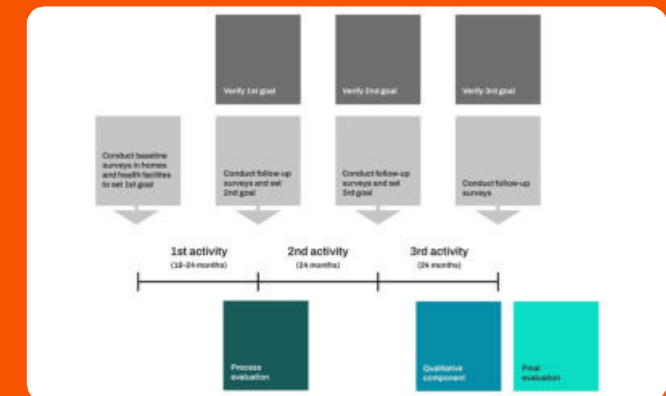 Verify 1st goal
Verify 2nd goal
Verify 3rd goal
Conduct baseline
surveys in homes
and health facilites
to set 1st goal
Conduct follow-up
surveys and set
2nd goal
Conduct follow-up
surveys and set
3rd goal
Conduct follow-up
surveys
1st activity
(18-24 months)
2nd activity
(24 months)
3rd activity
(24 months)
Process
evaluation
Qualitative
component
Final
evaluation